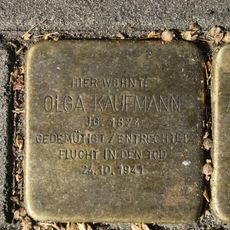 HIER WOHNTE
OLGA KAUFMANN
JG. 1874
GEDEMÜTIGT / ENTRECHTET
FLUCHT IN DEN TOD
24.10.1941